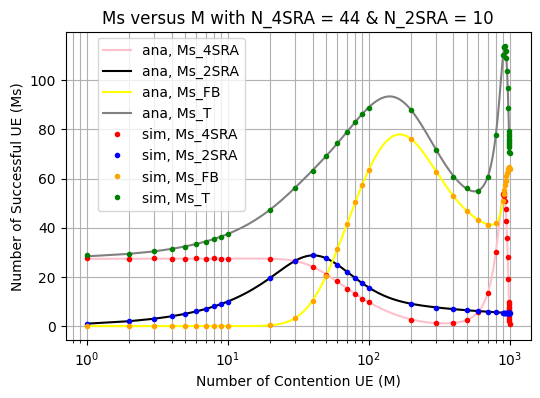 Ms versus M with N_4SRA = 44 & N_2SRA = 10
Number of Successful UE (Ms)
100
80
60
40
20
0
ana, Ms_4SRA
ana, Ms_2SRA
ana, Ms_FB
ana, Ms_T
sim, Ms_4SRA
sim, Ms_2SRA
sim, Ms_FB
sim, Ms_T
10⁰ 10¹ 10² 10³
Number of Contention UE (M)